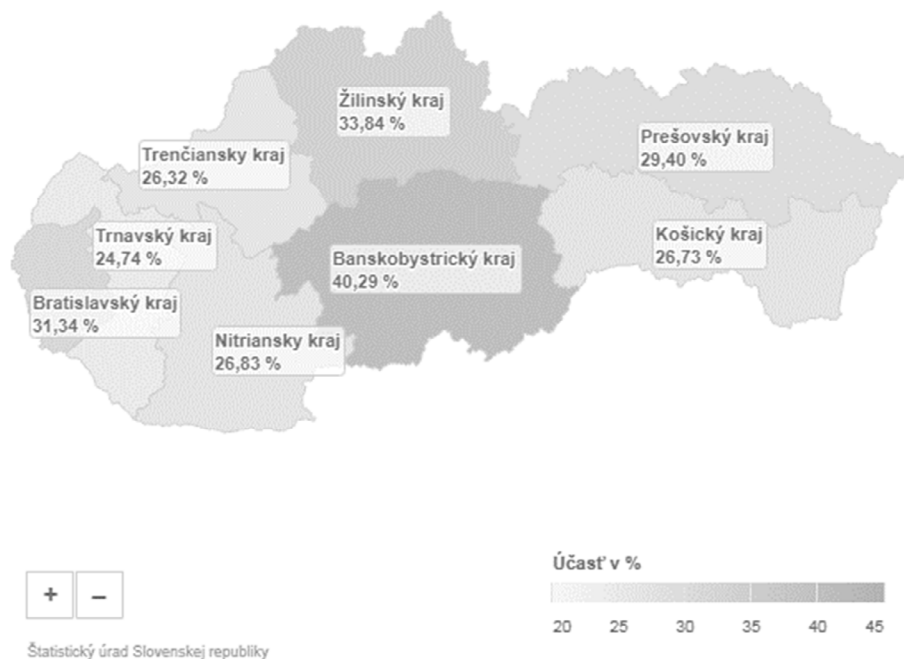 Žilinský kraj
33,84 %
Prešovský kraj
29,40 %
Trenčiansky kraj
26,32 %
Trnavský kraj
24,74 %
Košický kraj
26,73 %
Banskobystrický kraj
40,29 %
Bratislavský kraj
31,34 %
Nitriansky kraj
26,83 %
Účasť v %
+ –
20 25 30 35 40 45
Štatistický úrad Slovenskej republiky